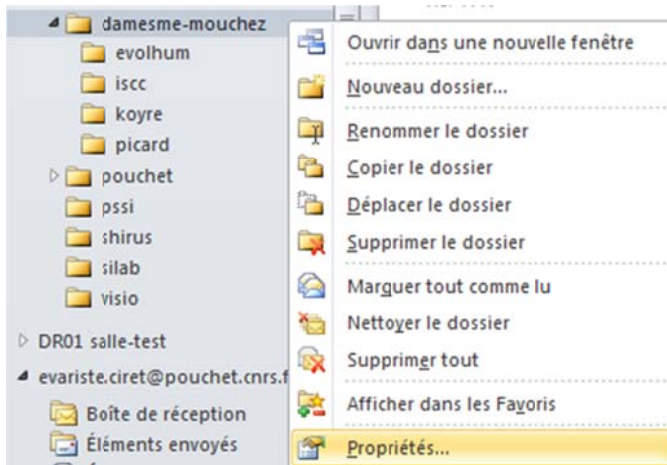 damesme-mouchez
evolhum
iscc
koyre
picard
pouchet
pssi
shirus
silab
visio
DR01 salle-test
evariste.ciret@pouchet.cnrs.f
Boîte de réception
Éléments envoyés
Ouvrir dans une nouvelle fenêtre
Nouveau dossier...
Renommer le dossier
Copier le dossier
Déplacer le dossier
Supprimer le dossier
Marquer tout comme lu
Nettoyer le dossier
Supprimer tout
Afficher dans les Favoris
Propriétés...